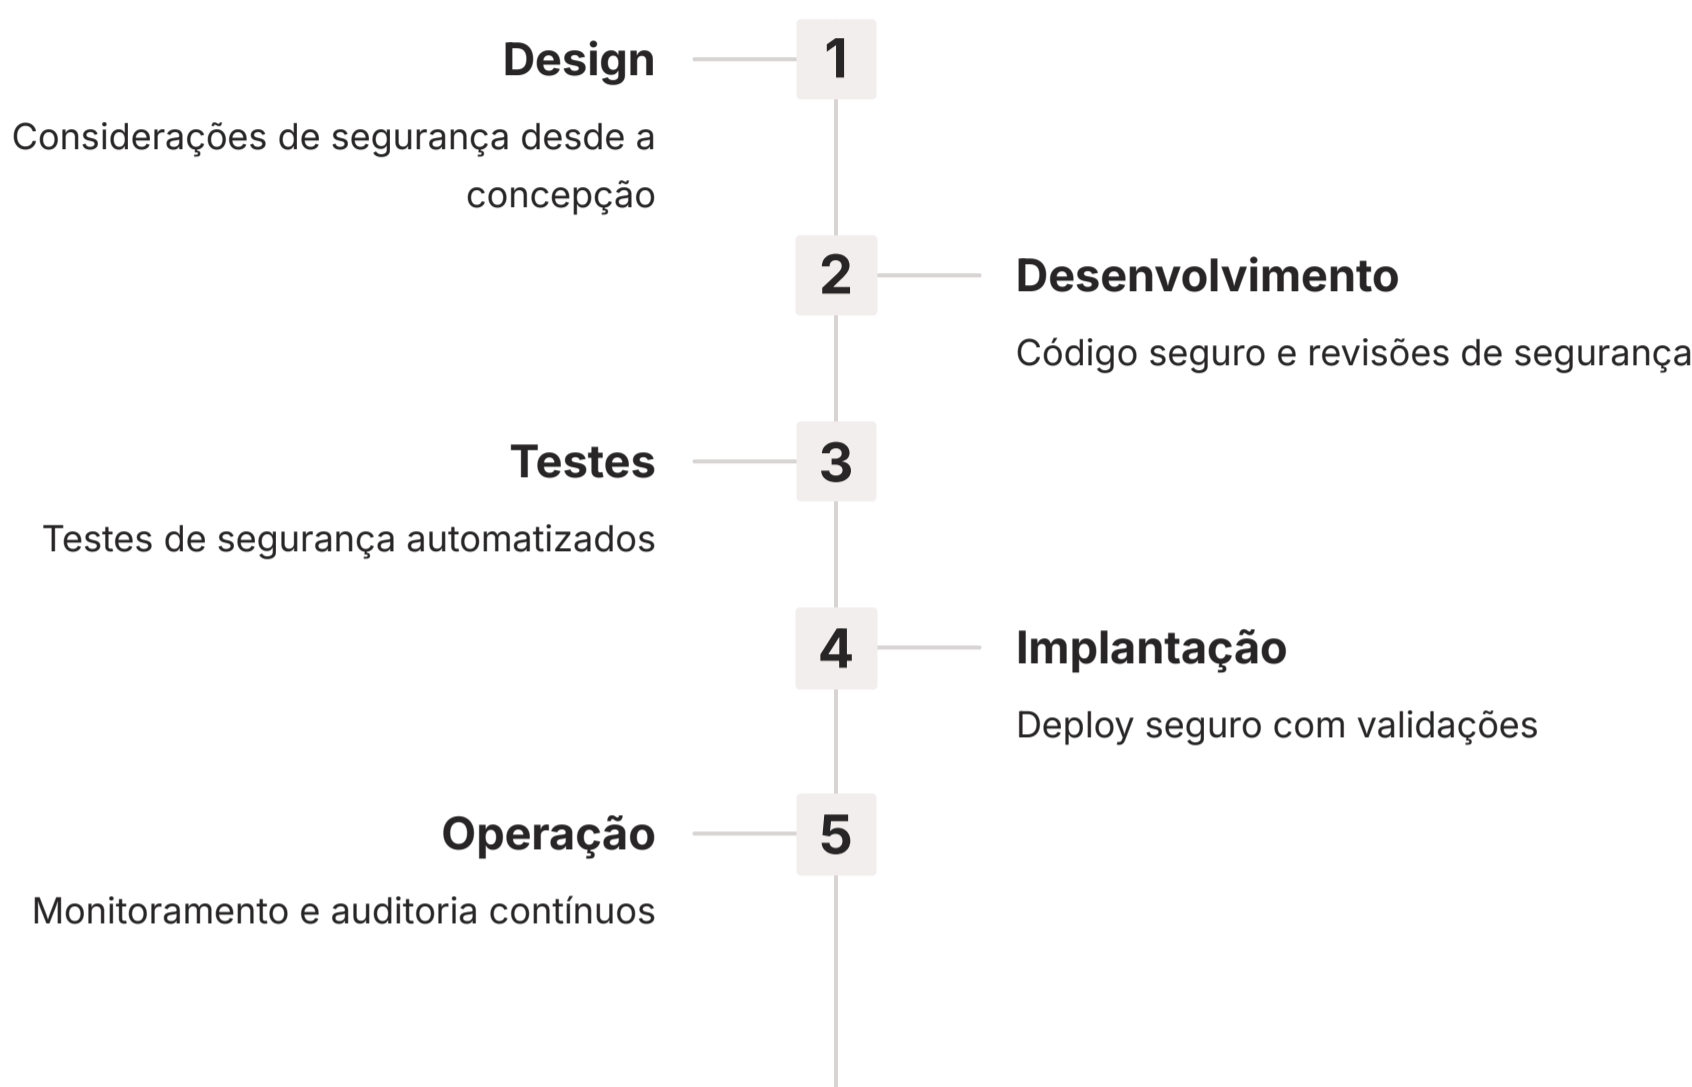 Design
1
Considerações de segurança desde a
concepção
2
Desenvolvimento
Código seguro e revisões de segurança
Testes
3
Testes de segurança automatizados
4
Implantação
Deploy seguro com validações
Operação
5
Monitoramento e auditoria contínuos